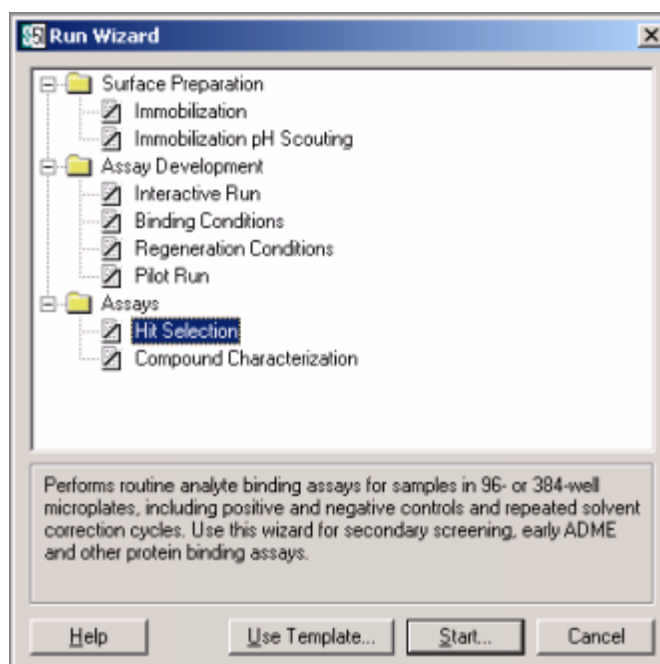 S5 Run Wizard
Surface Preparation
Immobilization
Immobilization pH Scouting
Assay Development
Interactive Run
Binding Conditions
Regeneration Conditions
Pilot Run
Assays
Hit Selection
Compound Characterization
Performs routine analyte binding assays for samples in 96- or 384-well
microplates, including positive and negative controls and repeated solvent
correction cycles. Use this wizard for secondary screening, early ADME
and other protein binding assays.
Help Use Template... Start... Cancel